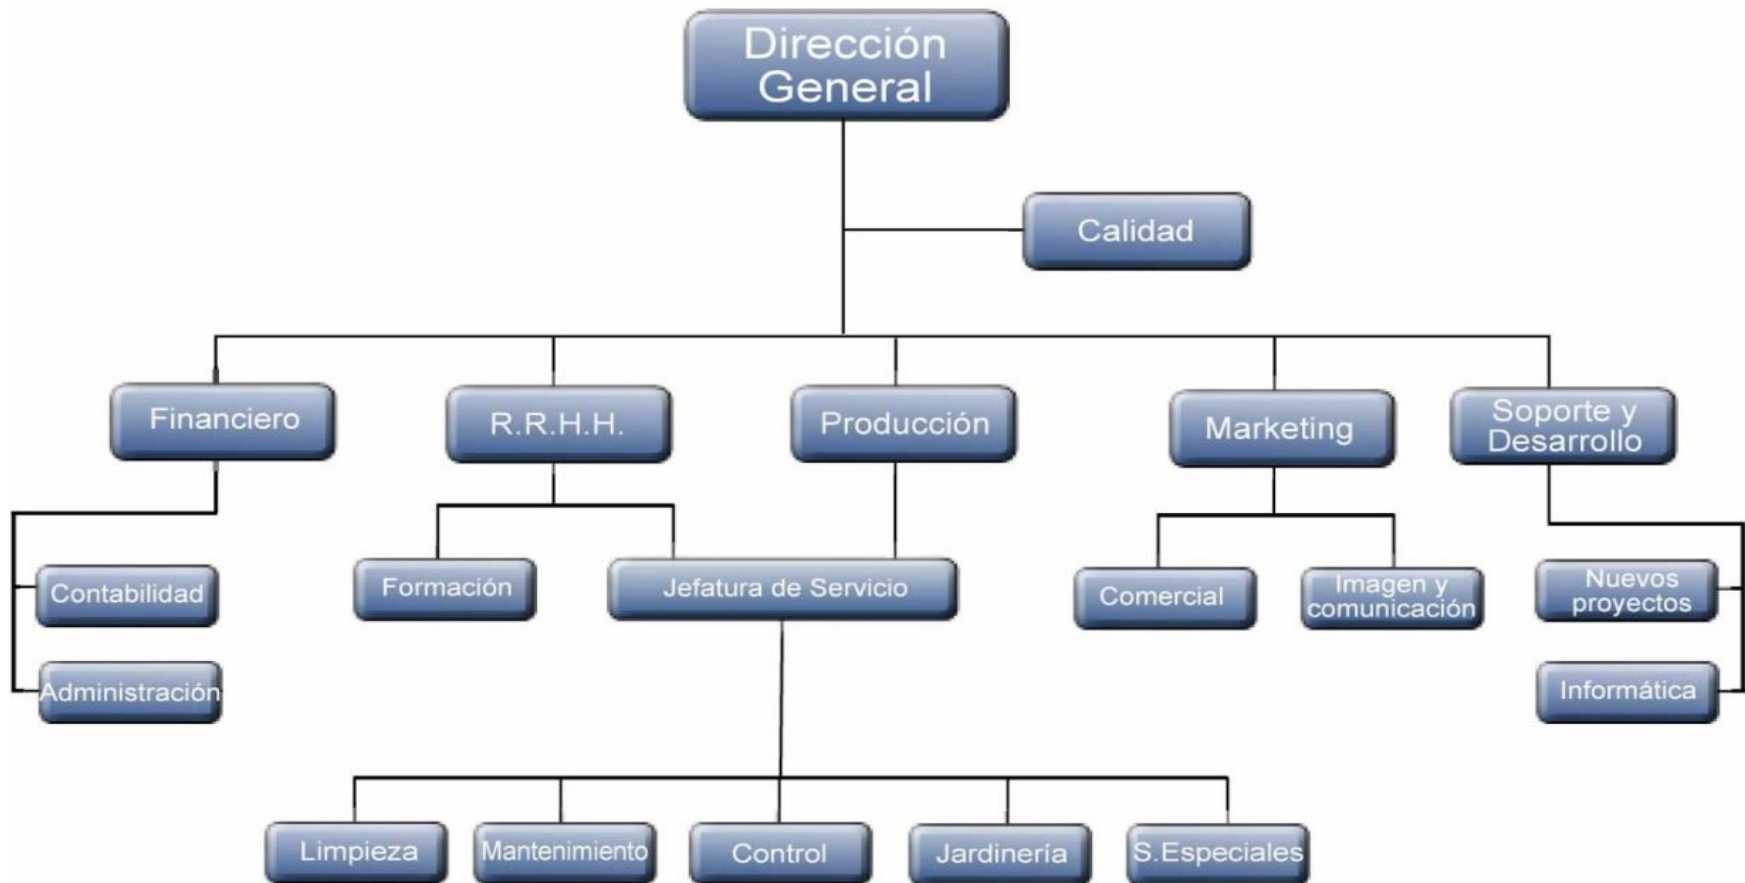 Dirección
General
Calidad
Financiero
R.R.H.H.
Producción
Marketing
Soporte y
Desarrollo
Contabilidad
Administración
Formación
Jefatura de Servicio
Comercial
Imagen y
comunicación
Nuevos
proyectos
Informática
Limpieza
Mantenimiento
Control
Jardinería
S.Especiales